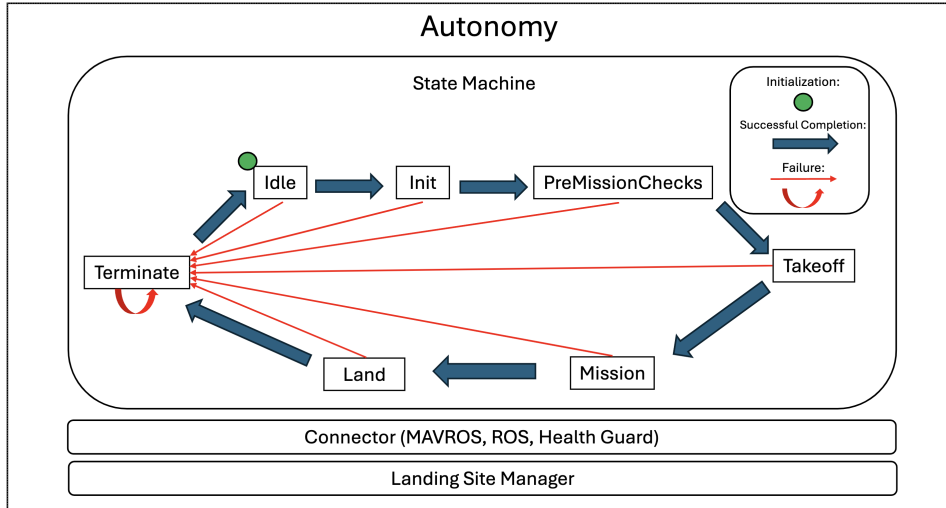 Autonomy
State Machine
Initialization:
Successful Completion:
Failure:
Idle
Init
PreMissionChecks
Terminate
Takeoff
Land
Mission
Connector (MAVROS, ROS, Health Guard)
Landing Site Manager